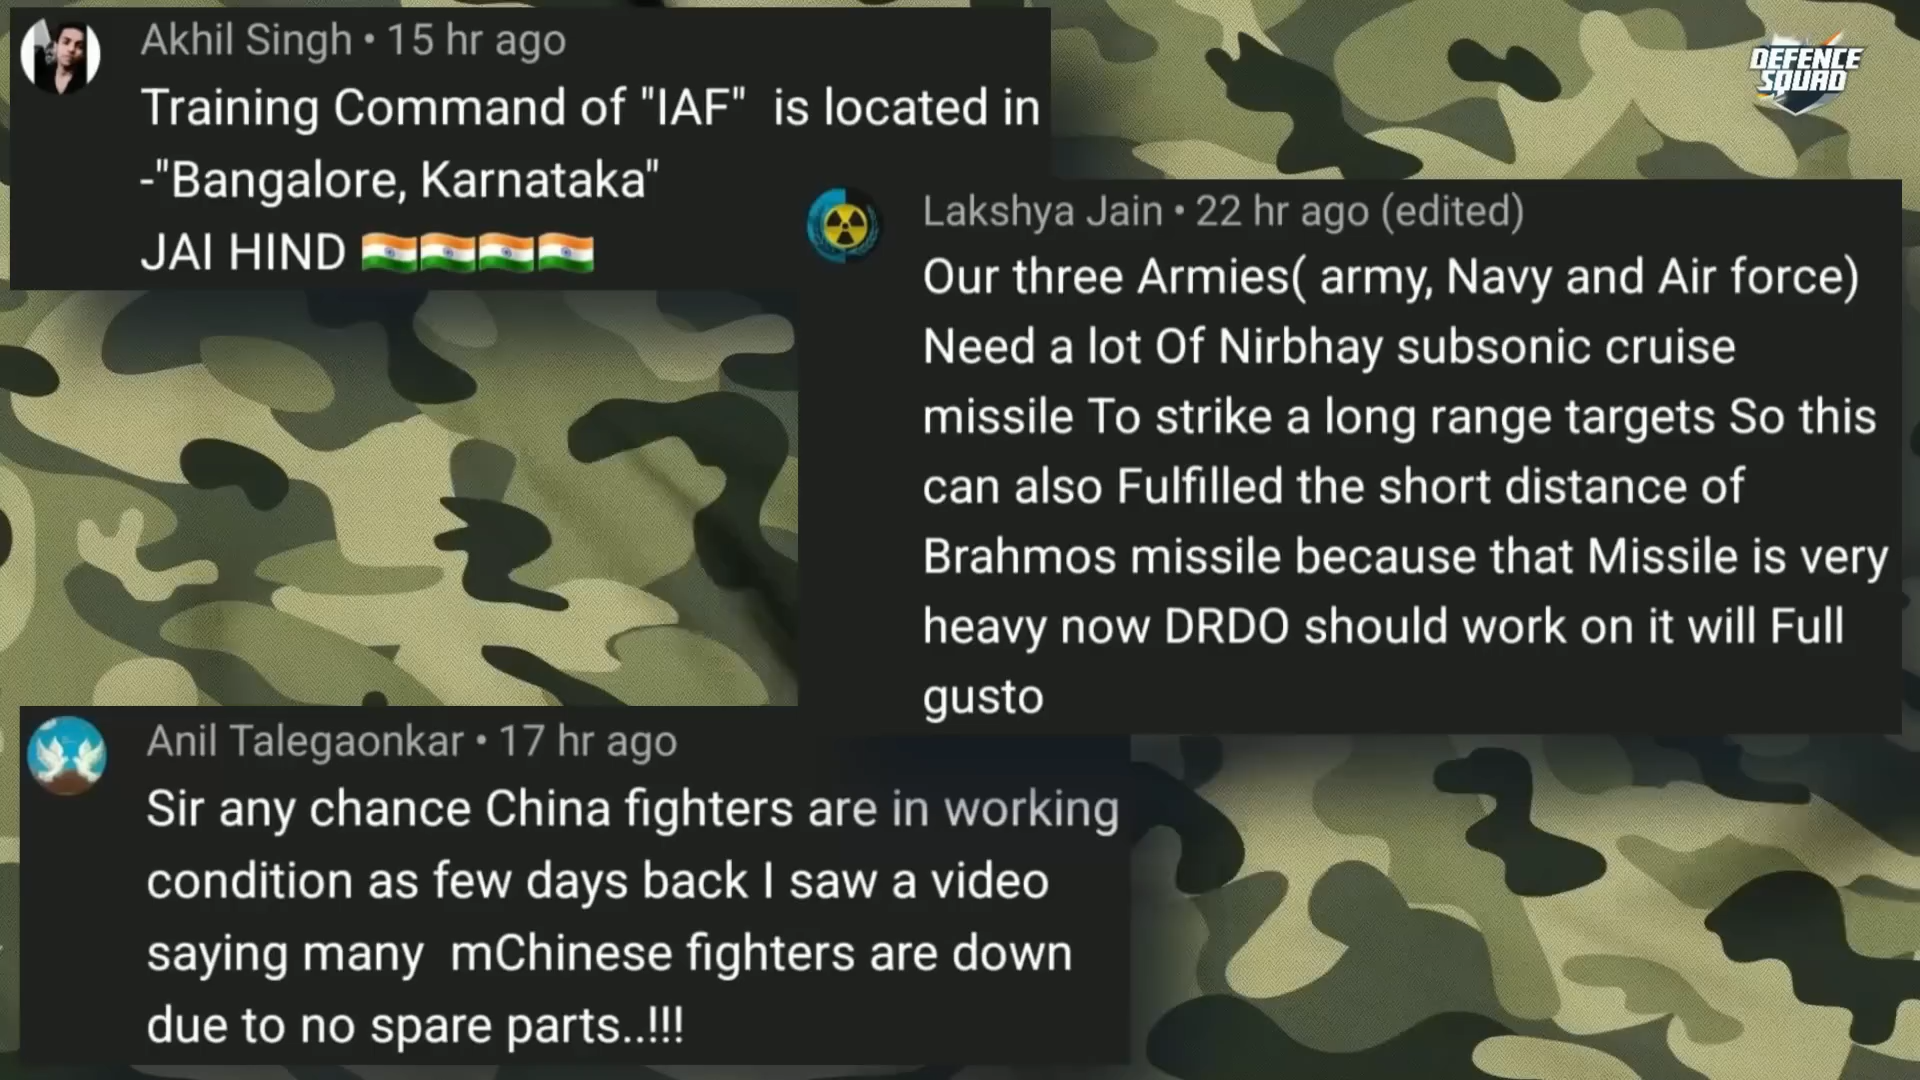 Akhil Singh • 15 hr ago
Training Command of "IAF"  is located in
-"Bangalore, Karnataka"
JAI HIND 🇮🇳🇮🇳🇮🇳🇮🇳
DEFENCE
SQUAD
Lakshya Jain • 22 hr ago (edited)
Our three Armies( army, Navy and Air force)
Need a lot Of Nirbhay subsonic cruise
missile To strike a long range targets So this
can also Fulfilled the short distance of
Brahmos missile because that Missile is very
heavy now DRDO should work on it will Full
gusto
Anil Talegaonkar • 17 hr ago
Sir any chance China fighters are in working
condition as few days back I saw a video
saying many  mChinese fighters are down
due to no spare parts..!!!